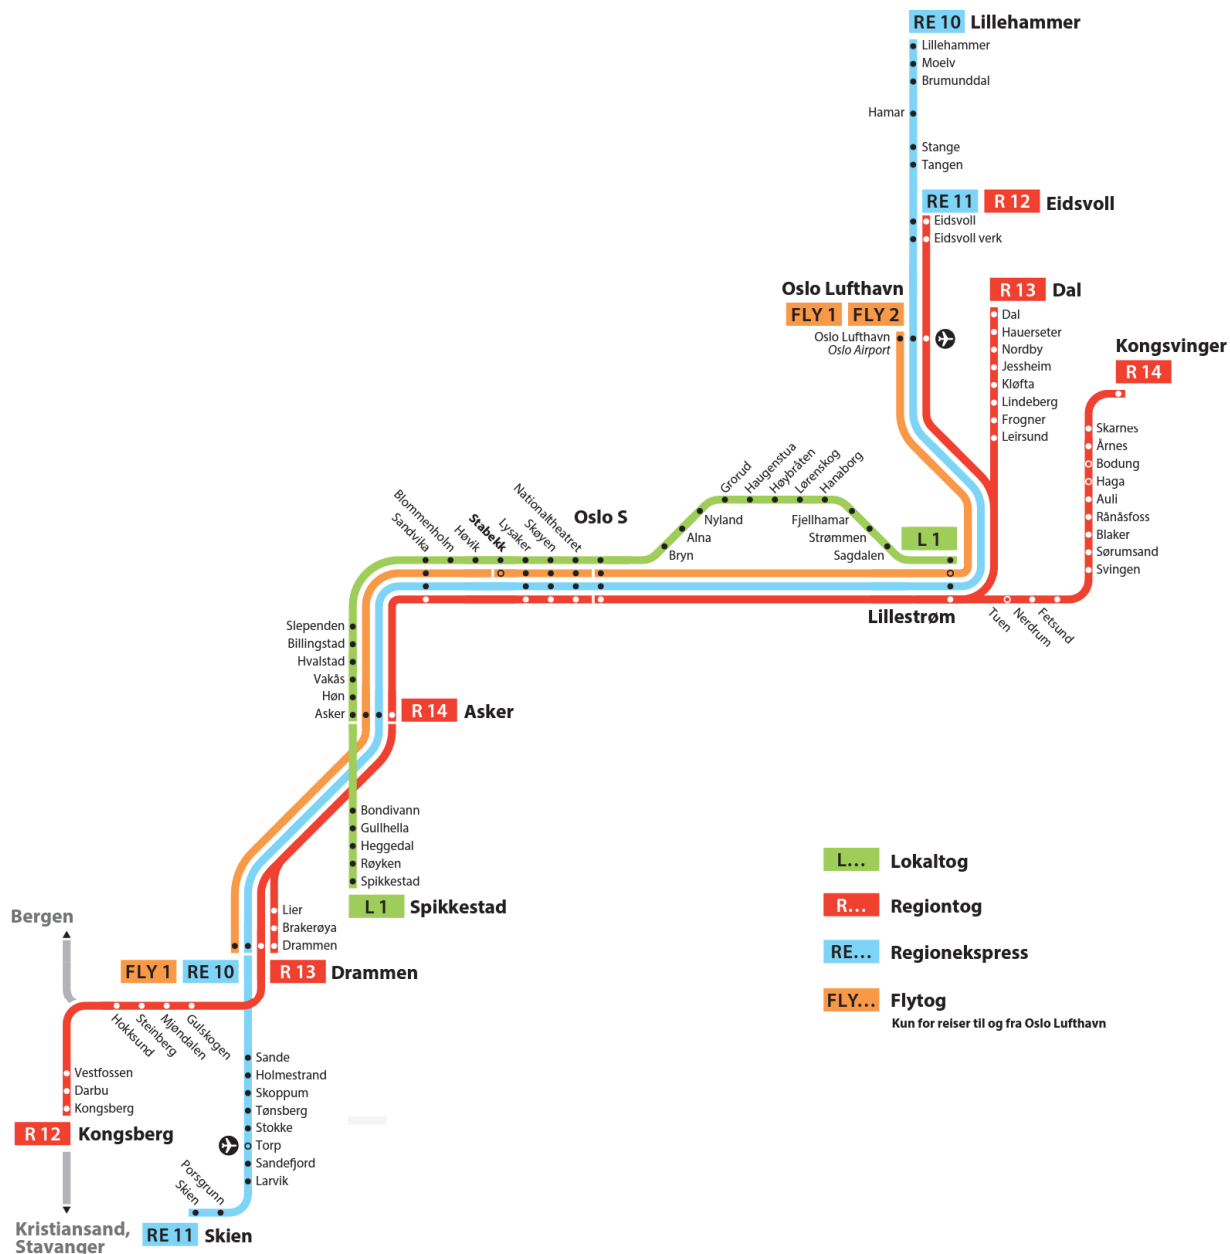 RE 10 Lillehammer
Lillehammer
Moelv
Brumunddal
Hamar
Stange
Tangen
RE 11 R 12 Eidsvoll
Eidsvoll
Eidsvoll verk
Oslo Lufthavn
FLY 1 FLY 2
Oslo Lufthavn
Oslo Airport
R 13 Dal
Dal
Hauerseter
Nordby
Jessheim
Kløfta
Lindeberg
Frogner
Leirsund
Kongsvinger
R 14
Skarnes
Årnes
Bodung
Haga
Auli
Rånåsfoss
Blaker
Sørumsand
Svingen
Sandvika
Blommenholm
Høvik
Stabekk
Lysaker
Skøyen
Nationaltheatret
Oslo S
Bryn
Alna
Nyland
Grorud
Haugenstua
Høybråten
Lørenskog
Hanaborg
Fjellhamar
Strømmen
Sagdalen
L 1
Lillestrøm
Tuen
Nerdrum
Fetsund
Slependen
Billingstad
Hvalstad
Vakås
Høn
Asker
R 14 Asker
Bondivann
Gullhella
Heggedal
Røyken
Spikkestad
L 1 Spikkestad
Lier
Brakerøya
Drammen
FLY 1 RE 10 R 13 Drammen
Bergen
Hokksund
Steinberg
Mjøndalen
Gulskogen
Vestfossen
Darbu
Kongsberg
R 12 Kongsberg
Kristiansand,
Stavanger
Sande
Holmestrand
Skoppum
Tønsberg
Stokke
Torp
Sandefjord
Larvik
Porsgrunn
Skien
RE 11 Skien
L... Lokaltog
R... Regiontog
RE... Regionekspress
FLY... Flytog
Kun for reiser til og fra Oslo Lufthavn